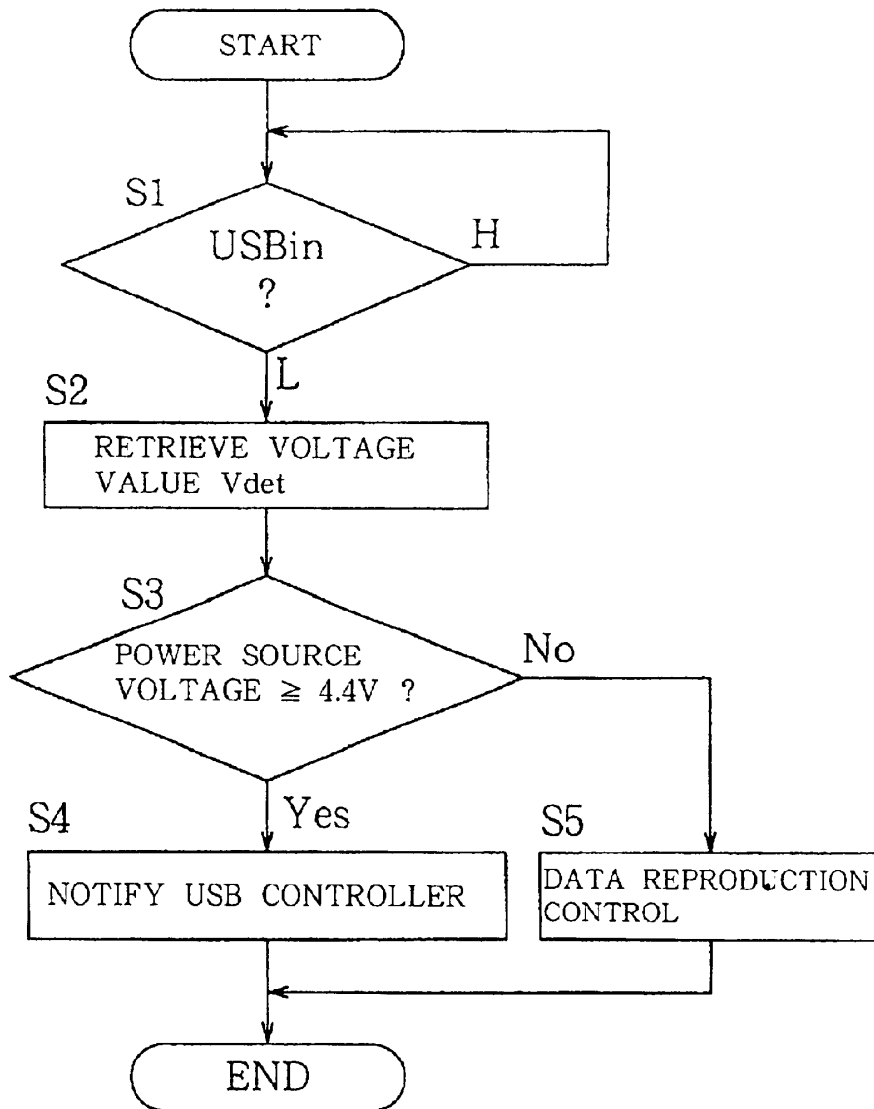 START
S1
USBin
?
H
L
S2
RETRIEVE VOLTAGE
VALUE Vdet
S3
POWER SOURCE
VOLTAGE ≧ 4.4V ?
No
Yes
S4
NOTIFY USB CONTROLLER
S5
DATA REPRODUCTION
CONTROL
END